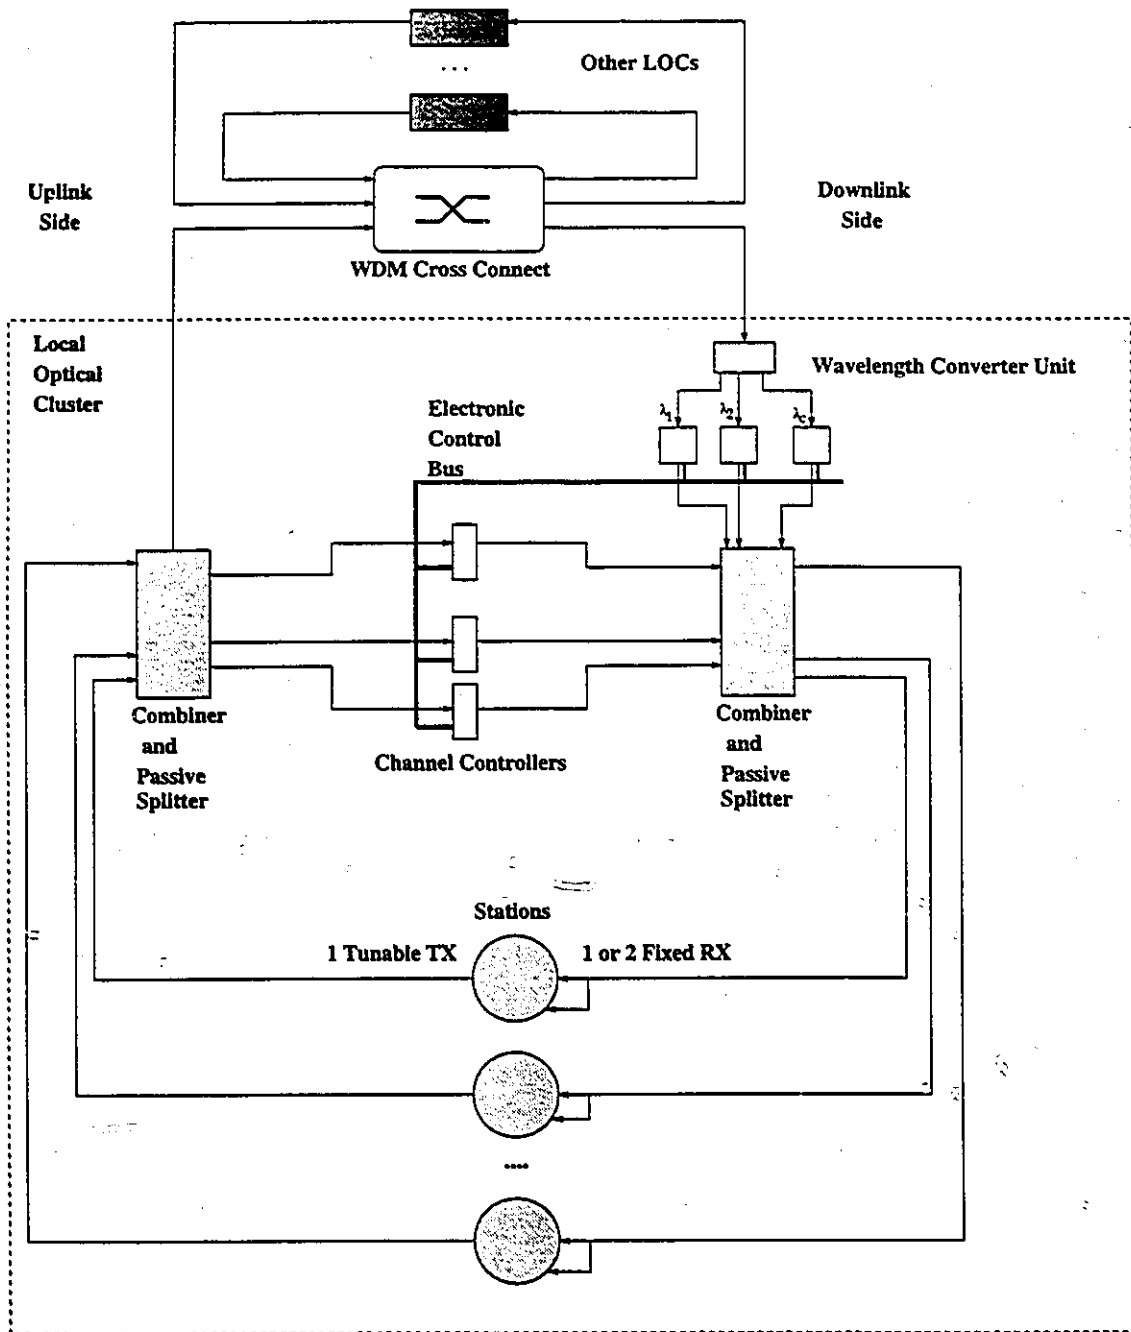 . . .
Other LOCs
Uplink
Side
Downlink
Side
WDM Cross Connect
Local
Optical
Cluster
Wavelength Converter Unit
λ1
λ2
λc
Electronic
Control
Bus
Combiner
and
Passive
Splitter
Channel Controllers
Combiner
and
Passive
Splitter
Stations
1 Tunable TX
1 or 2 Fixed RX
....